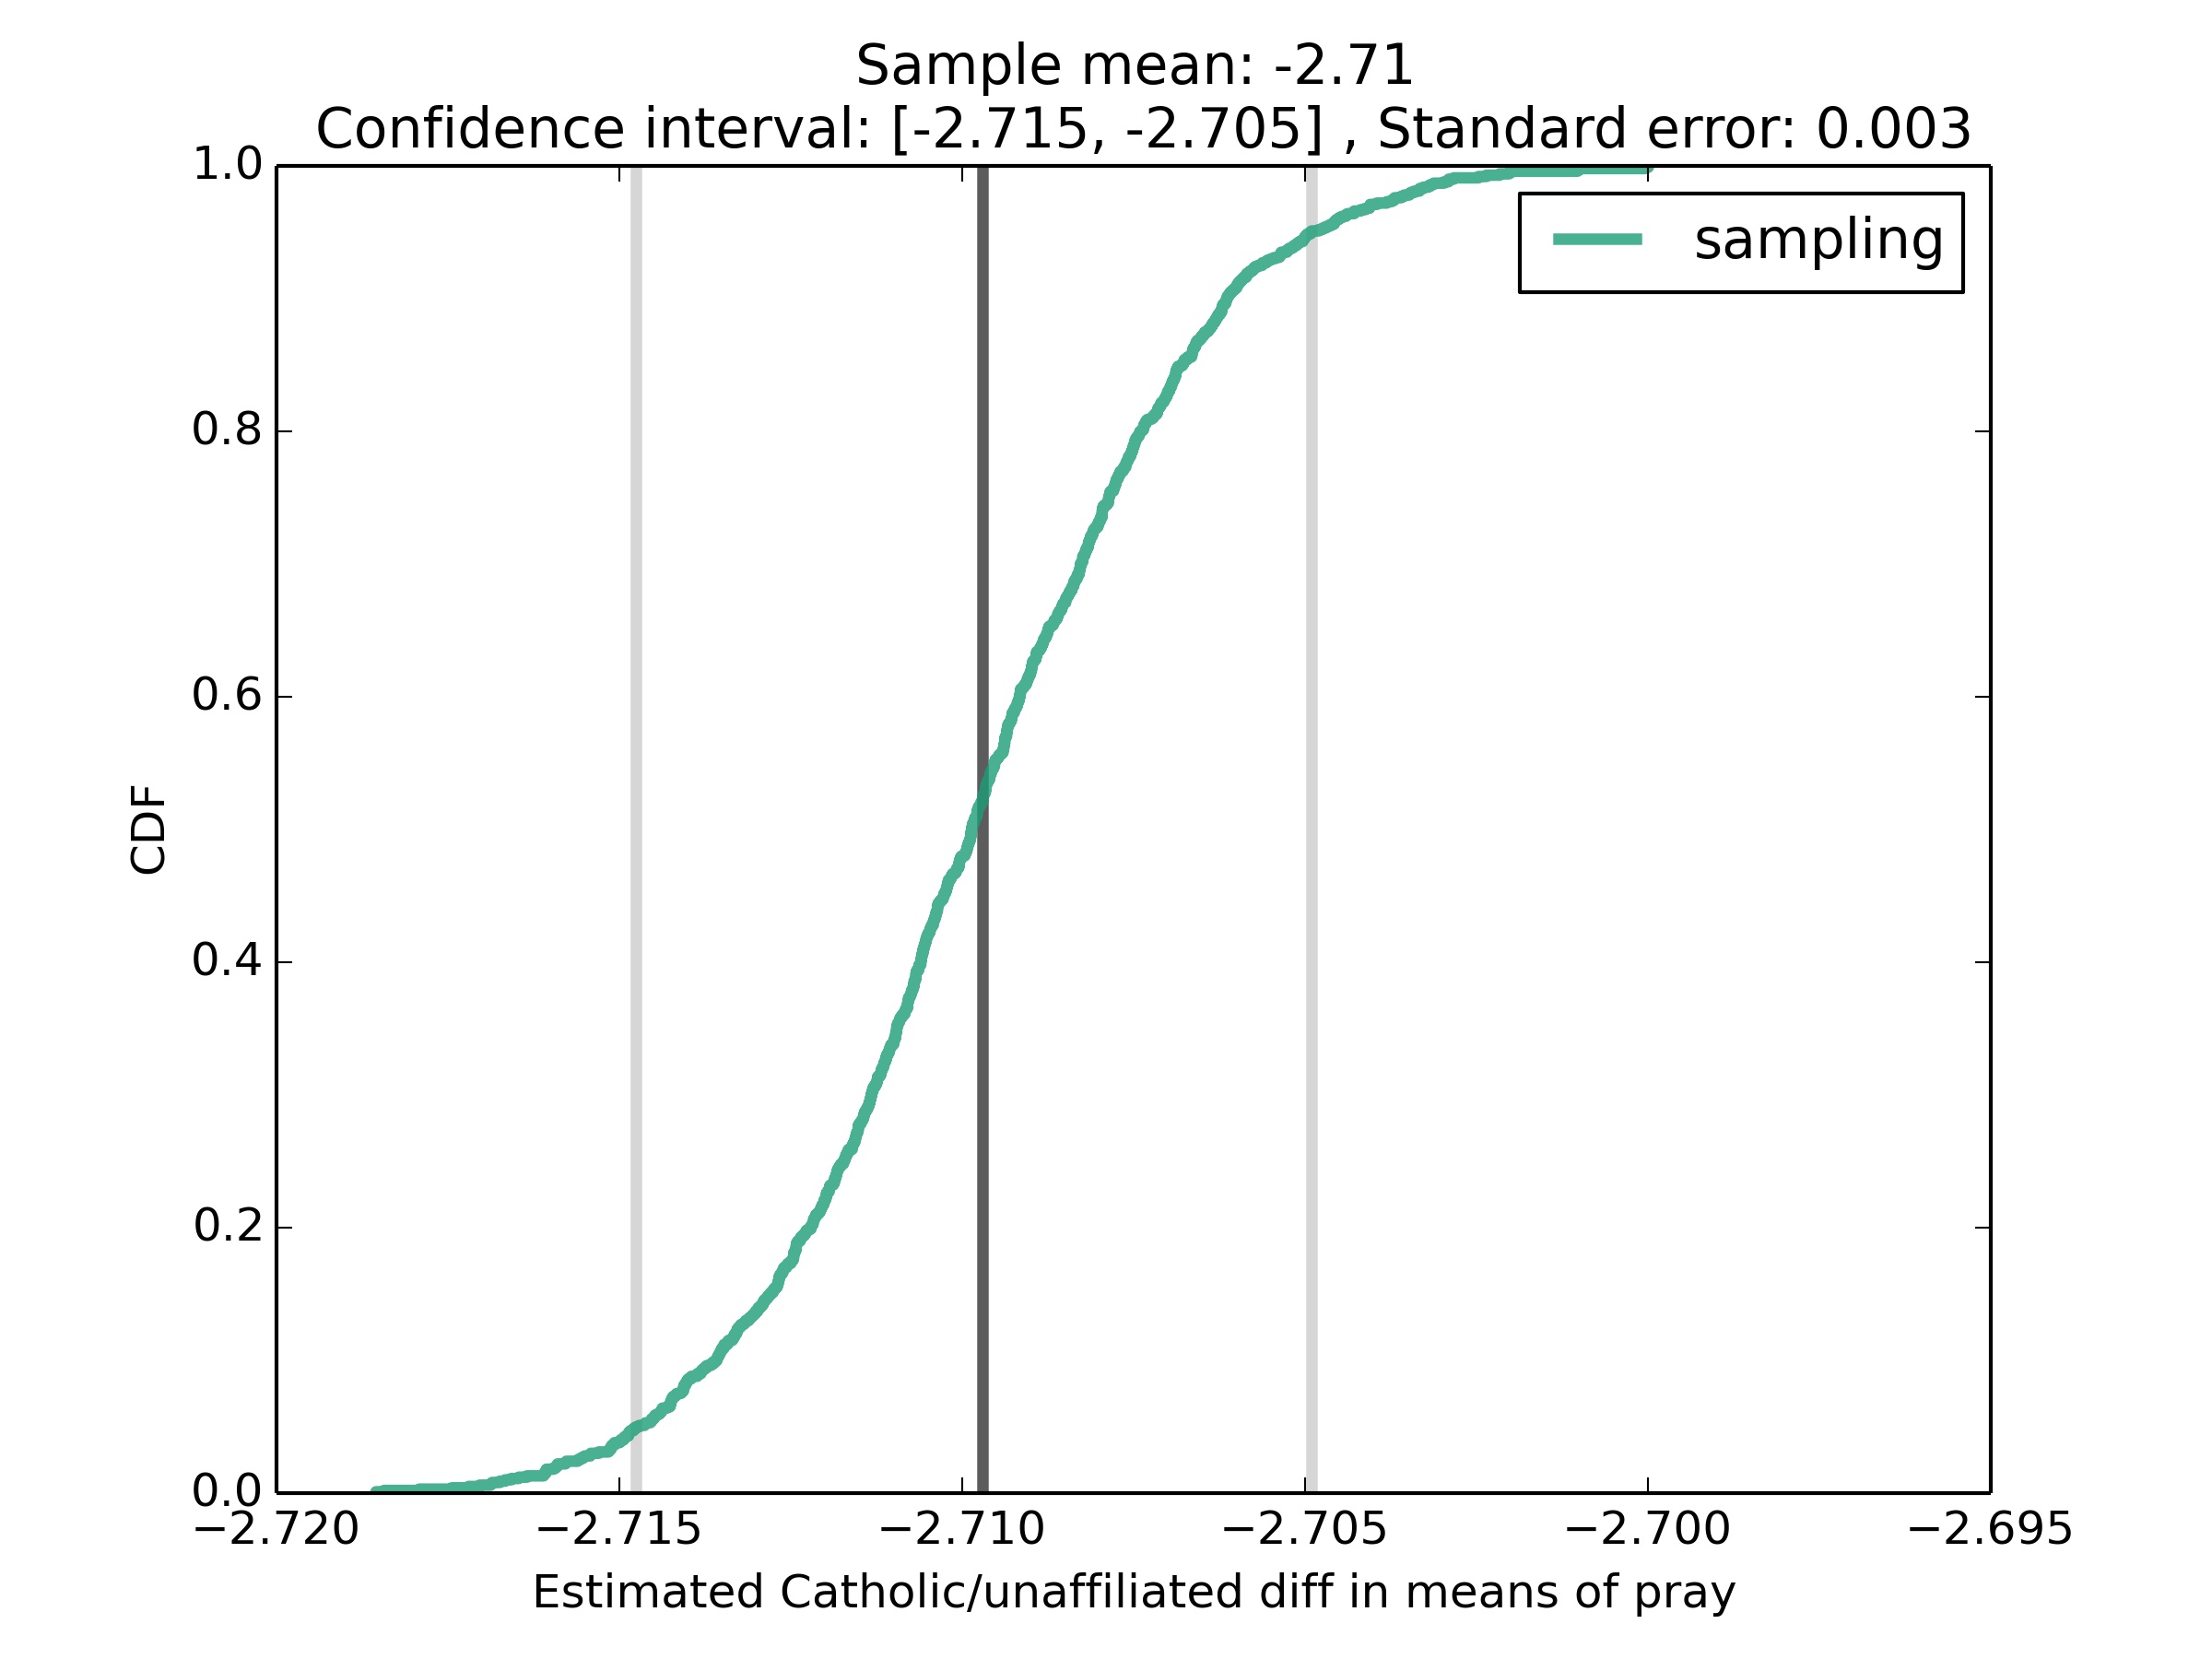 Sample mean: -2.71
Confidence interval: [-2.715, -2.705] , Standard error: 0.003
1.0
sampling
0.8
0.6
CDF
0.4
0.2
0.0
−2.720 −2.715 −2.710 −2.705 −2.700 −2.695
Estimated Catholic/unaffiliated diff in means of pray